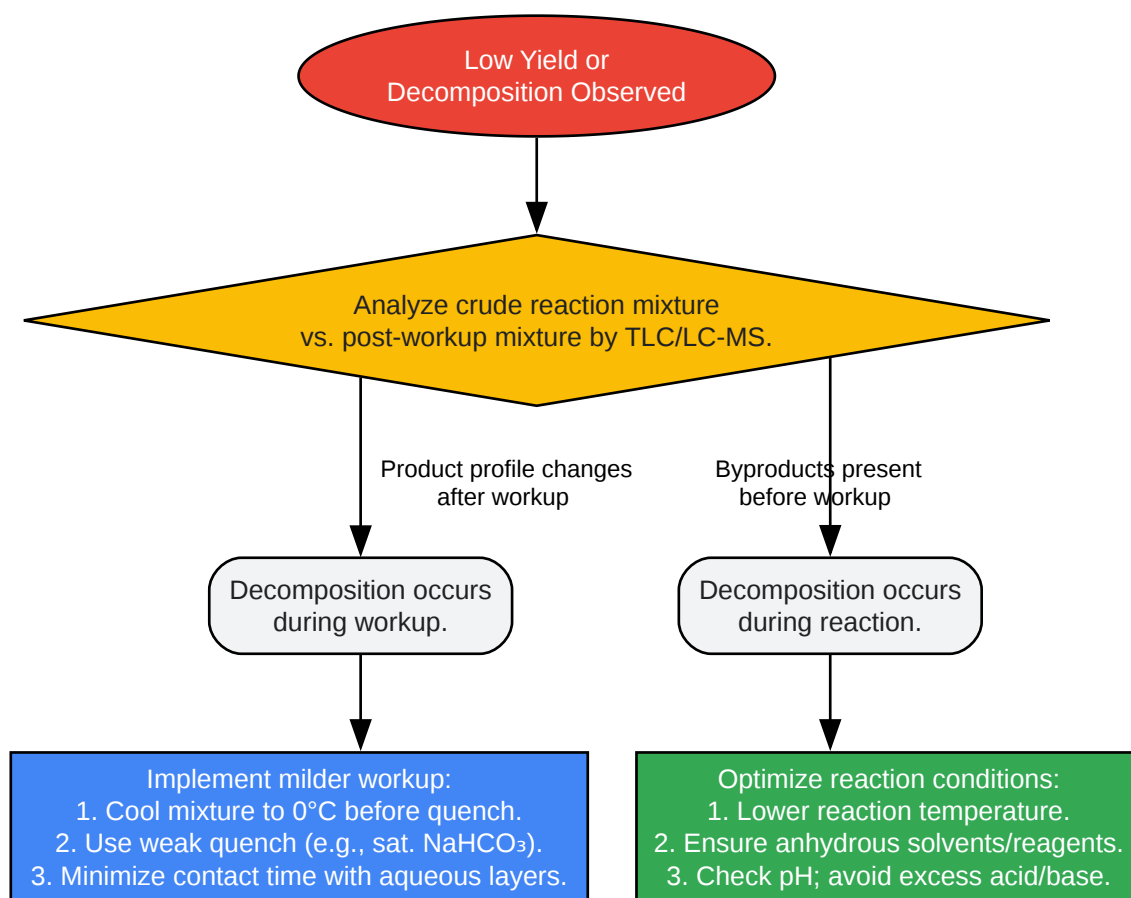 Low Yield or
Decomposition Observed
Analyze crude reaction mixture
vs. post-workup mixture by TLC/LC-MS.
Product profile changes
after workup
Byproducts present
before workup
Decomposition occurs
during workup.
Decomposition occurs
during reaction.
Implement milder workup:
1. Cool mixture to 0°C before quench.
2. Use weak quench (e.g., sat. NaHCO₃).
3. Minimize contact time with aqueous layers.
Optimize reaction conditions:
1. Lower reaction temperature.
2. Ensure anhydrous solvents/reagents.
3. Check pH; avoid excess acid/base.